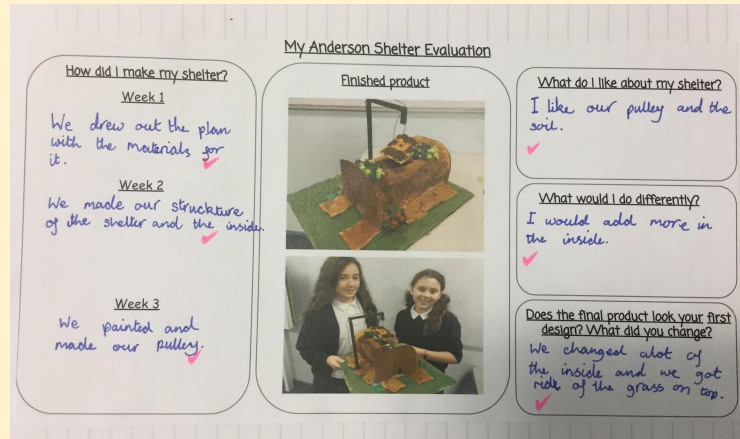 My Anderson Shelter Evaluation
How did I make my shelter?
Week 1
We drew out the plan
with the materials for
it.
Week 2
We made our struckture
of the shelter and the inside.
Week 3
We painted and
made our pulley.
Finished product
What do I like about my shelter?
I like our pulley and the
soil.
What would I do differently?
I would add more in
the inside.
Does the final product look your first
design? What did you change?
We changed alot of
the inside and we got
ride of the grass on top.